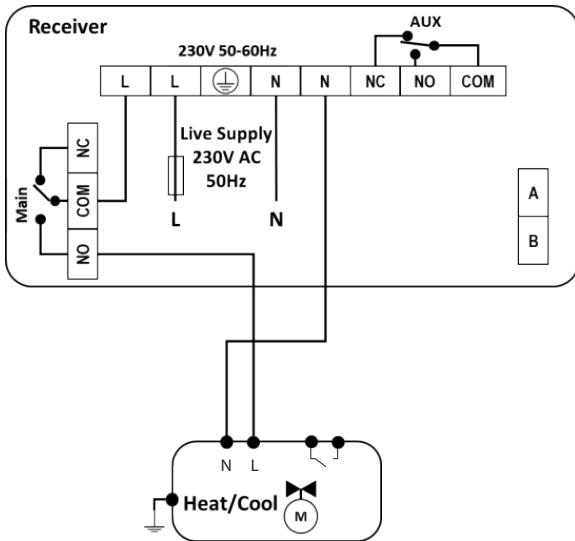 Receiver
AUX
230V 50-60Hz
L L N N NC NO COM
Live Supply
230V AC
50Hz
L N
Main
NC
COM
NO
A
B
N L
Heat/Cool
M